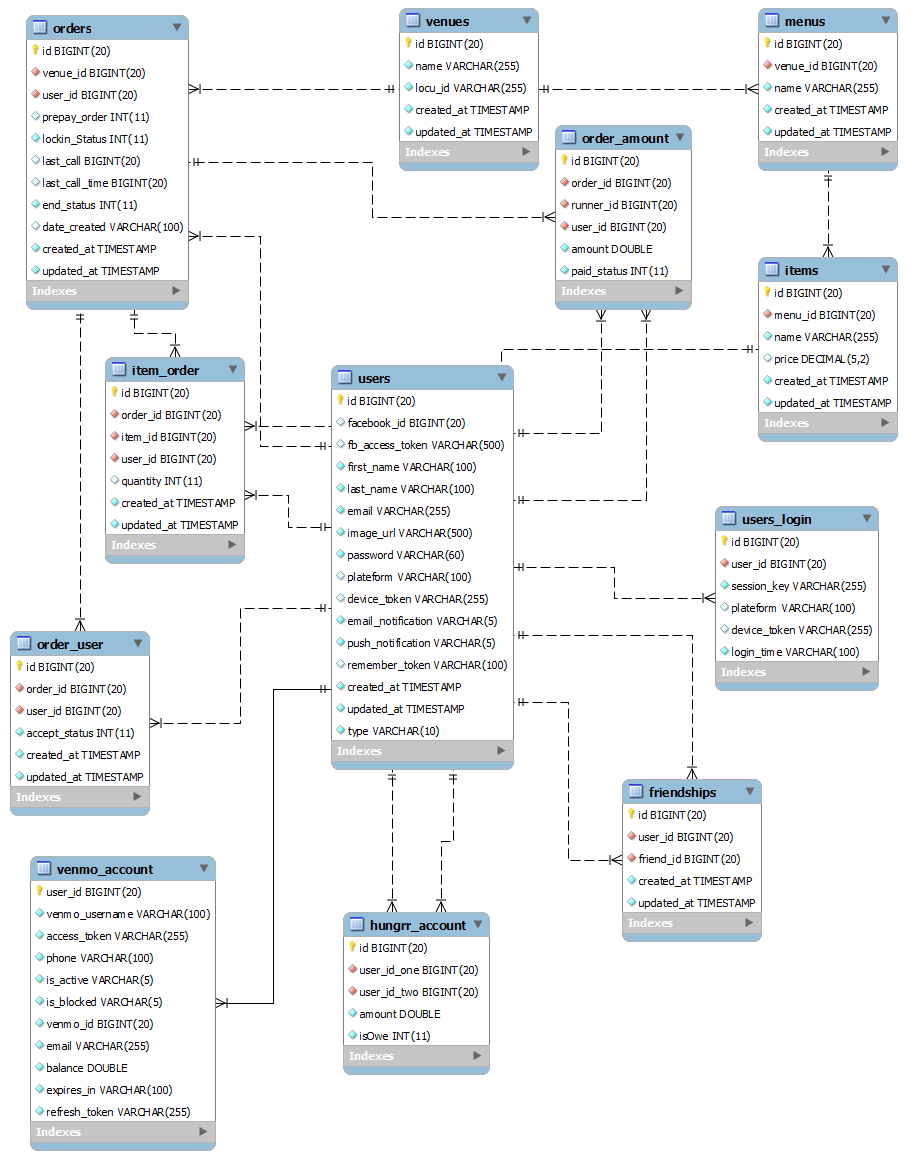 orders
id BIGINT(20)
venue_id BIGINT(20)
user_id BIGINT(20)
prepay_order INT(11)
lockin_Status INT(11)
last_call BIGINT(20)
last_call_time BIGINT(20)
end_status INT(11)
date_created VARCHAR(100)
created_at TIMESTAMP
updated_at TIMESTAMP
Indexes
venues
id BIGINT(20)
name VARCHAR(255)
locu_id VARCHAR(255)
created_at TIMESTAMP
updated_at TIMESTAMP
Indexes
menus
id BIGINT(20)
venue_id BIGINT(20)
name VARCHAR(255)
created_at TIMESTAMP
updated_at TIMESTAMP
Indexes
order_amount
id BIGINT(20)
order_id BIGINT(20)
runner_id BIGINT(20)
user_id BIGINT(20)
amount DOUBLE
paid_status INT(11)
Indexes
items
id BIGINT(20)
menu_id BIGINT(20)
name VARCHAR(255)
price DECIMAL(5,2)
created_at TIMESTAMP
updated_at TIMESTAMP
Indexes
item_order
id BIGINT(20)
order_id BIGINT(20)
item_id BIGINT(20)
user_id BIGINT(20)
quantity INT(11)
created_at TIMESTAMP
updated_at TIMESTAMP
Indexes
users
id BIGINT(20)
facebook_id BIGINT(20)
fb_access_token VARCHAR(500)
first_name VARCHAR(100)
last_name VARCHAR(100)
email VARCHAR(255)
image_url VARCHAR(500)
password VARCHAR(60)
plateform VARCHAR(100)
device_token VARCHAR(255)
email_notification VARCHAR(5)
push_notification VARCHAR(5)
remember_token VARCHAR(100)
created_at TIMESTAMP
updated_at TIMESTAMP
type VARCHAR(10)
Indexes
users_login
id BIGINT(20)
user_id BIGINT(20)
session_key VARCHAR(255)
plateform VARCHAR(100)
device_token VARCHAR(255)
login_time VARCHAR(100)
Indexes
order_user
id BIGINT(20)
order_id BIGINT(20)
user_id BIGINT(20)
accept_status INT(11)
created_at TIMESTAMP
updated_at TIMESTAMP
Indexes
friendships
id BIGINT(20)
user_id BIGINT(20)
friend_id BIGINT(20)
created_at TIMESTAMP
updated_at TIMESTAMP
Indexes
venmo_account
user_id BIGINT(20)
venmo_username VARCHAR(100)
access_token VARCHAR(255)
phone VARCHAR(100)
is_active VARCHAR(5)
is_blocked VARCHAR(5)
venmo_id BIGINT(20)
email VARCHAR(255)
balance DOUBLE
expires_in VARCHAR(100)
refresh_token VARCHAR(255)
Indexes
hungrr_account
id BIGINT(20)
user_id_one BIGINT(20)
user_id_two BIGINT(20)
amount DOUBLE
isOwe INT(11)
Indexes